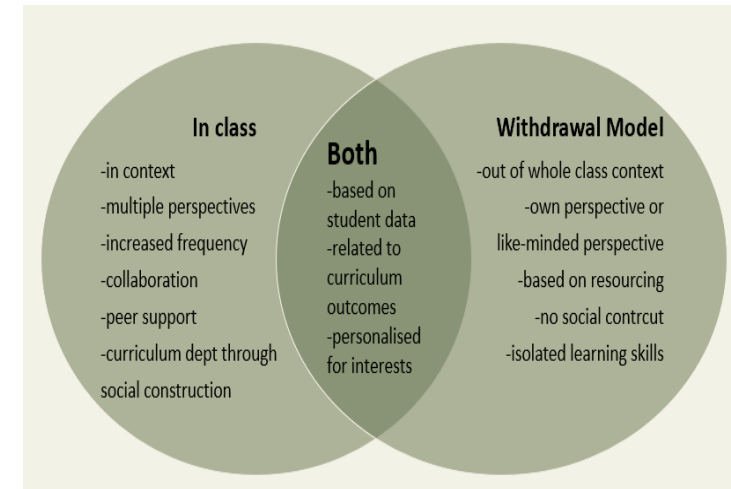 In class
-in context
-multiple perspectives
-increased frequency
-collaboration
-peer support
-curriculum dept through
social construction
Both
-based on
student data
-related to
curriculum
outcomes
-personalised
for interests
Withdrawal Model
-out of whole class context
-own perspective or
like-minded perspective
-based on resourcing
-no social contrcut
-isolated learning skills